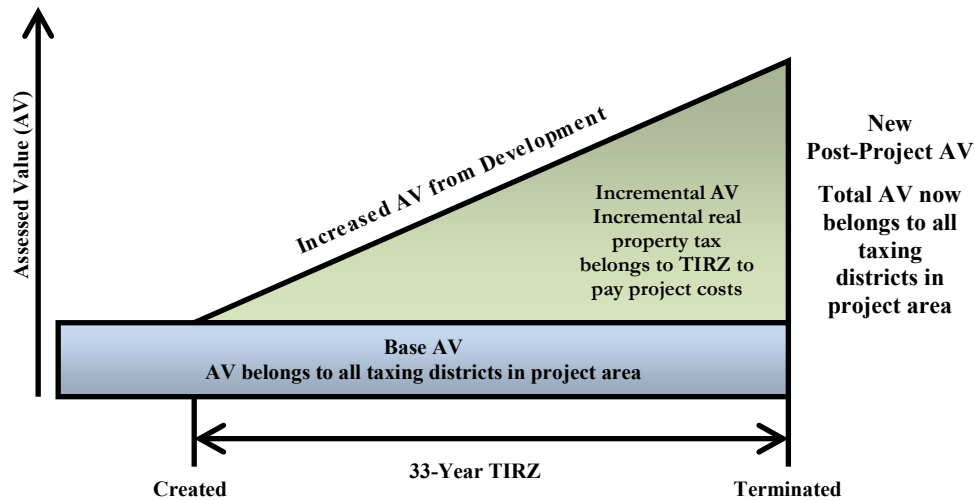 Assessed Value (AV)
Increased AV from Development
Incremental AV
Incremental real
property tax
belongs to TIRZ to
pay project costs
New
Post-Project AV
Total AV now
belongs to all
taxing
districts in
project area
Base AV
AV belongs to all taxing districts in project area
33-Year TIRZ
Created
Terminated